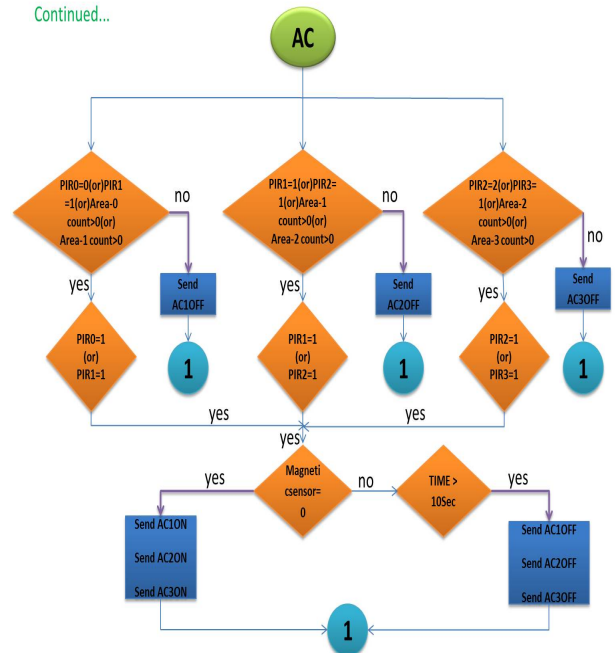 Continued...
AC
PIR0=0(or)PIR1
=1(or)Area-0
count>0(or)
Area-1 count>0
no
PIR1=1(or)PIR2=
1(or)Area-1
count>0(or)
Area-2 count>0
no
PIR2=2(or)PIR3=
1(or)Area-2
count>0(or)
Area-3 count>0
no
yes
Send
AC1OFF
yes
Send
AC2OFF
yes
Send
AC3OFF
PIR0=1
(or)
PIR1=1
1
PIR1=1
(or)
PIR2=1
1
PIR2=1
(or)
PIR3=1
1
yes
yes
yes
yes
Magneti
csensor=
0
no
TIME >
10Sec
yes
Send AC1ON
Send AC2ON
Send AC3ON
Send AC1OFF
Send AC2OFF
Send AC3OFF
1